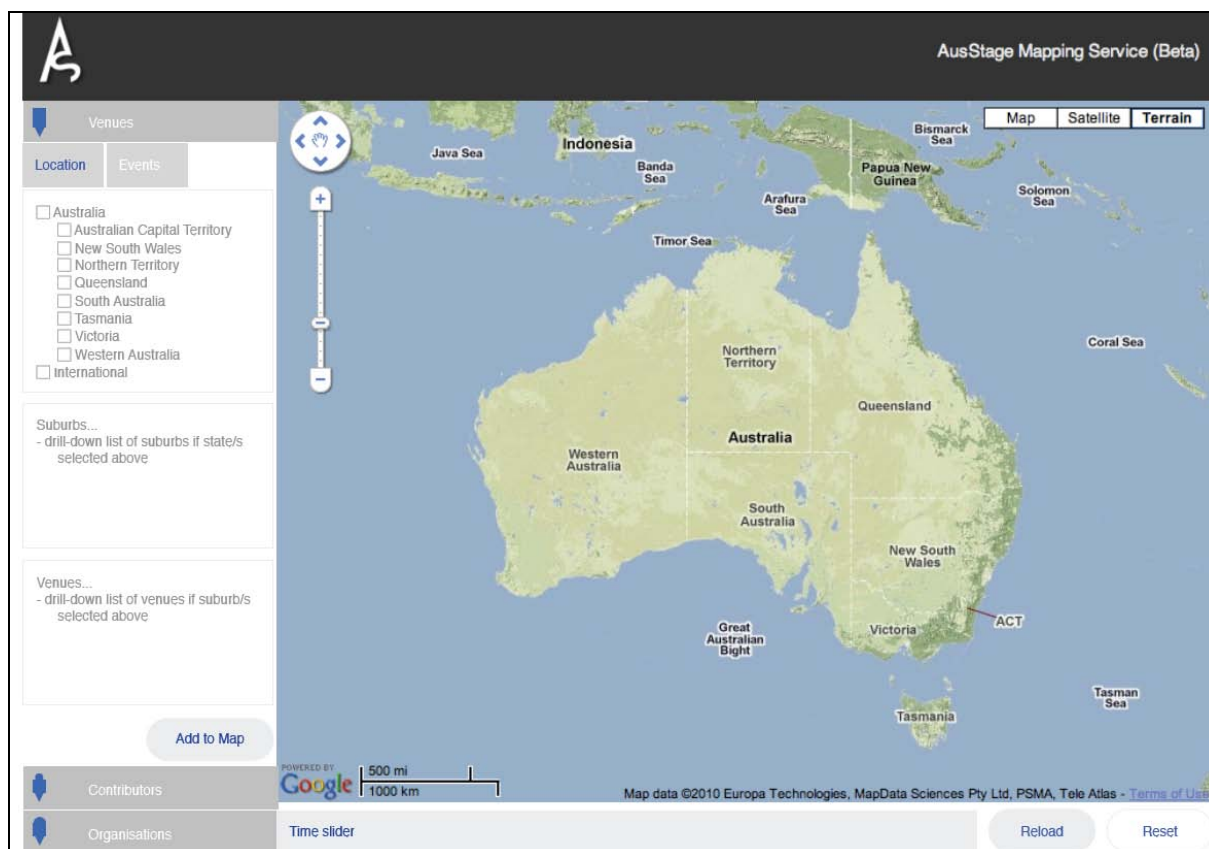 AusStage Mapping Service (Beta)
Venues
Location
Events
Australia
Australian Capital Territory
New South Wales
Northern Territory
Queensland
South Australia
Tasmania
Victoria
Western Australia
International
Suburbs...
- drill-down list of suburbs if state/s
selected above
Venues...
- drill-down list of venues if suburb/s
selected above
Add to Map
Contributors
Organisations
Map
Satellite
Terrain
Java Sea
Indonesia
Banda
Sea
Bismarck
Sea
Papua New
Guinea
Solomon
Sea
Arafura
Sea
Timor Sea
Coral Sea
Northern
Territory
Queensland
Australia
Western
Australia
South
Australia
New South
Wales
ACT
Victoria
Great
Australian
Bight
Tasman
Sea
Tasmania
POWERED BY
Google
500 mi
1000 km
Map data ©2010 Europa Technologies, MapData Sciences Pty Ltd, PSMA, Tele Atlas - Terms of Use
Time slider
Reload
Reset